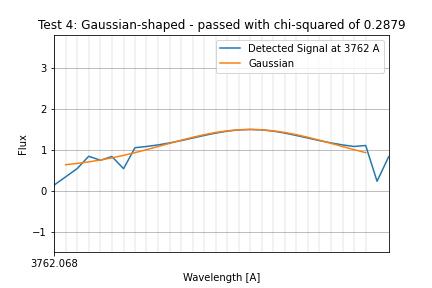 Test 4: Gaussian-shaped - passed with chi-squared of 0.2879
Detected Signal at 3762 A
Gaussian
Flux
3
2
1
0
−1
3762.068
Wavelength [A]